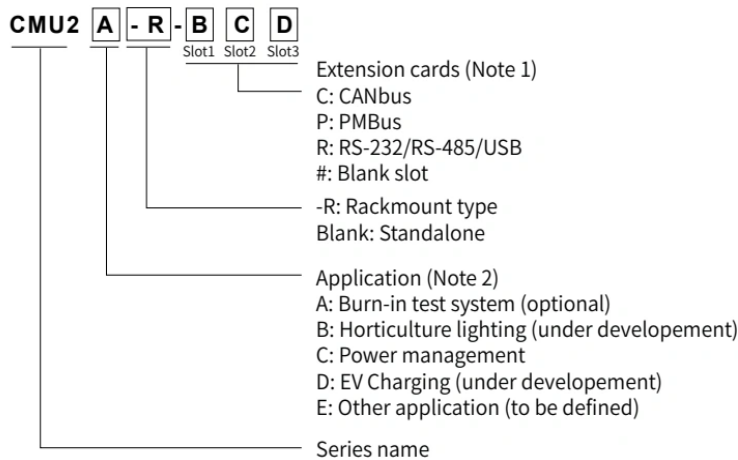 CMU2 A - R - B C D
Slot1 Slot2 Slot3
Extension cards (Note 1)
C: CANbus
P: PMBus
R: RS-232/RS-485/USB
#: Blank slot
-R: Rackmount type
Blank: Standalone
Application (Note 2)
A: Burn-in test system (optional)
B: Horticulture lighting (under developement)
C: Power management
D: EV Charging (under developement)
E: Other application (to be defined)
Series name